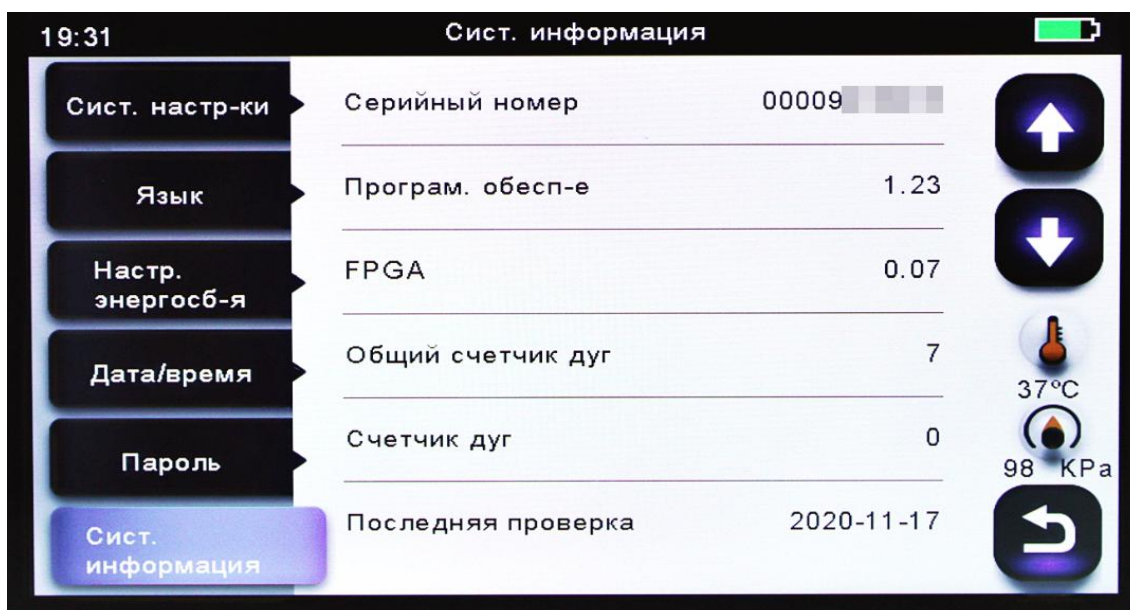 19:31
Сист. информация
Сист. настр-ки
Язык
Настр.
энергосб-я
Дата/время
Пароль
Сист.
информация
Серийный номер 00009
Програм. обесп-е 1.23
FPGA 0.07
Общий счетчик дуг 7
Счетчик дуг 0
Последняя проверка 2020-11-17
37°C
98 KPa